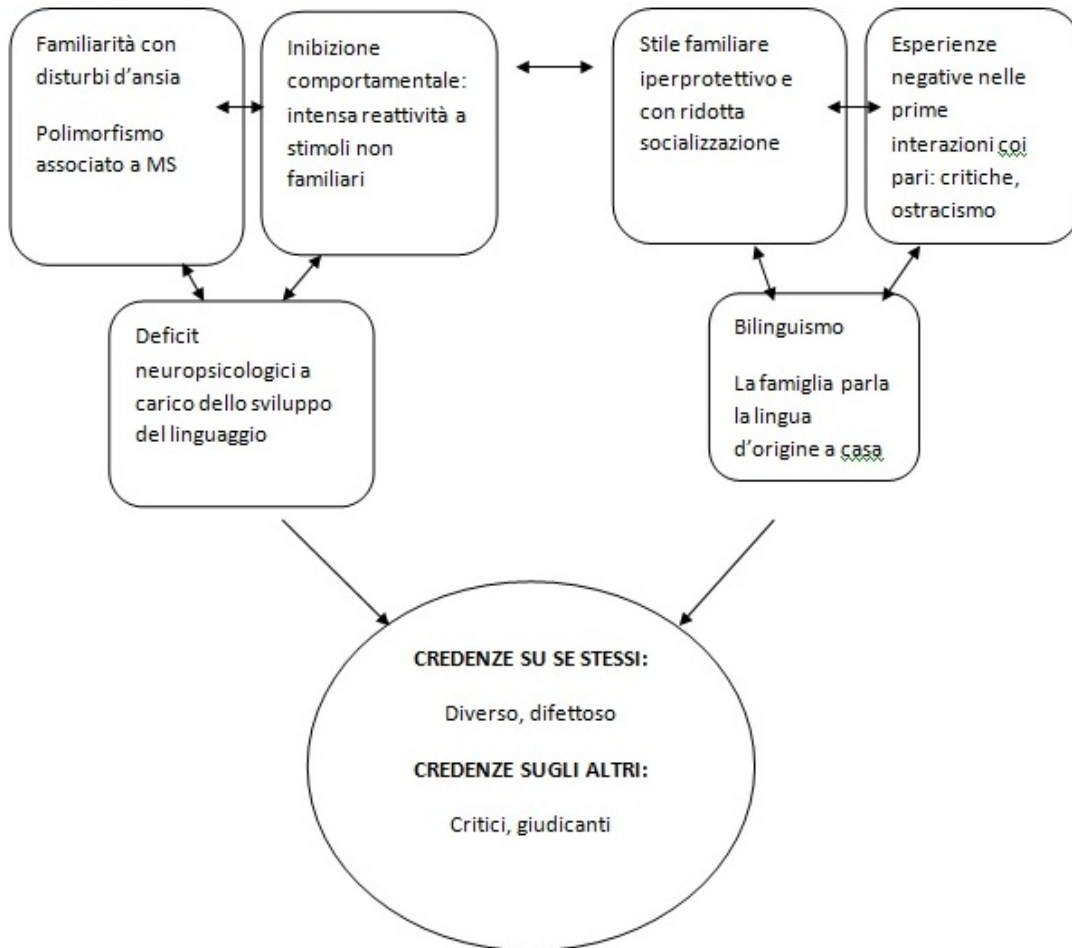 Familiarità con
disturbi d'ansia
Polimorfismo
associato a MS
Inibizione
comportamentale:
intensa reattività a
stimoli non
familiari
Stile familiare
iperprotettivo e
con ridotta
socializzazione
Esperienze
negative nelle
prime
interazioni coi
pari: critiche,
ostracismo
Deficit
neuropsicologici a
carico dello sviluppo
del linguaggio
Bilinguismo
La famiglia parla
la lingua
d'origine a casa
CREDENZE SU SE STESSI:
Diverso, difettoso
CREDENZE SUGLI ALTRI:
Critici, giudicanti